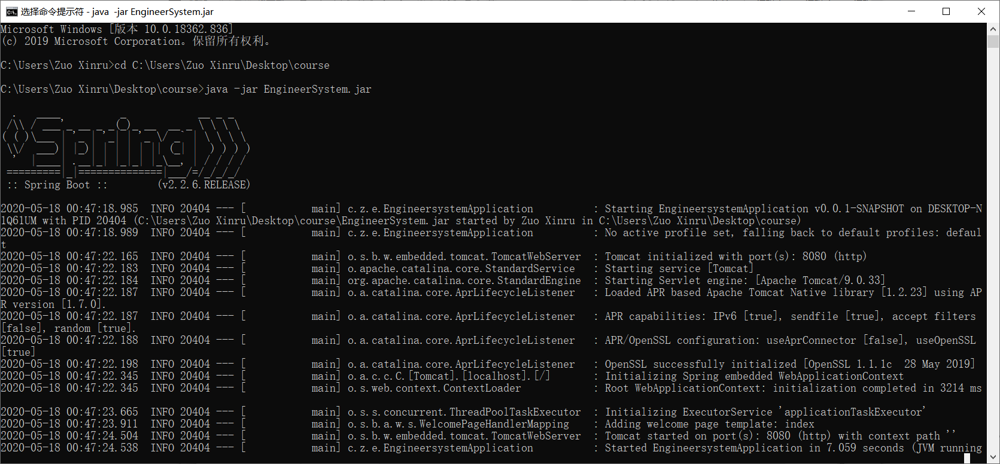 选择命令提示符 - java  -jar EngineerSystem.jar
Microsoft Windows [版本 10.0.18362.836]
(c) 2019 Microsoft Corporation。保留所有权利。
C:\Users\Zuo Xinru>cd C:\Users\Zuo Xinru\Desktop\course
C:\Users\Zuo Xinru\Desktop\course>java -jar EngineerSystem.jar
Spring
:: Spring Boot ::        (v2.2.6.RELEASE)
2020-05-18 00:47:18.985  INFO 20404 --- [           main] c.z.e.EngineersystemApplication          : Starting EngineersystemApplication v0.0.1-SNAPSHOT on DESKTOP-N
1Q61UM with PID 20404 (C:\Users\Zuo Xinru\Desktop\course\EngineerSystem.jar started by Zuo Xinru in C:\Users\Zuo Xinru\Desktop\course)
2020-05-18 00:47:18.989  INFO 20404 --- [           main] c.z.e.EngineersystemApplication          : No active profile set, falling back to default profiles: defaul
t
2020-05-18 00:47:22.165  INFO 20404 --- [           main] o.s.b.w.embedded.tomcat.TomcatWebServer  : Tomcat initialized with port(s): 8080 (http)
2020-05-18 00:47:22.183  INFO 20404 --- [           main] o.apache.catalina.core.StandardService   : Starting service [Tomcat]
2020-05-18 00:47:22.184  INFO 20404 --- [           main] org.apache.catalina.core.StandardEngine  : Starting Servlet engine: [Apache Tomcat/9.0.33]
2020-05-18 00:47:22.187  INFO 20404 --- [           main] o.a.catalina.core.AprLifecycleListener   : Loaded APR based Apache Tomcat Native library [1.2.23] using AP
R version [1.7.0].
2020-05-18 00:47:22.187  INFO 20404 --- [           main] o.a.catalina.core.AprLifecycleListener   : APR capabilities: IPv6 [true], sendfile [true], accept filters
[false], random [true].
2020-05-18 00:47:22.188  INFO 20404 --- [           main] o.a.catalina.core.AprLifecycleListener   : APR/OpenSSL configuration: useAprConnector [false], useOpenSSL
[true]
2020-05-18 00:47:22.198  INFO 20404 --- [           main] o.a.catalina.core.AprLifecycleListener   : OpenSSL successfully initialized [OpenSSL 1.1.1c  28 May 2019]
2020-05-18 00:47:22.345  INFO 20404 --- [           main] o.a.c.c.C.[Tomcat].[localhost].[/]       : Initializing Spring embedded WebApplicationContext
2020-05-18 00:47:22.345  INFO 20404 --- [           main] o.s.web.context.ContextLoader            : Root WebApplicationContext: initialization completed in 3214 ms
2020-05-18 00:47:23.665  INFO 20404 --- [           main] o.s.s.concurrent.ThreadPoolTaskExecutor  : Initializing ExecutorService 'applicationTaskExecutor'
2020-05-18 00:47:23.911  INFO 20404 --- [           main] o.s.b.a.w.s.WelcomePageHandlerMapping    : Adding welcome page template: index
2020-05-18 00:47:24.504  INFO 20404 --- [           main] o.s.b.w.embedded.tomcat.TomcatWebServer  : Tomcat started on port(s): 8080 (http) with context path ''
2020-05-18 00:47:24.538  INFO 20404 --- [           main] c.z.e.EngineersystemApplication          : Started EngineersystemApplication in 7.059 seconds (JVM running